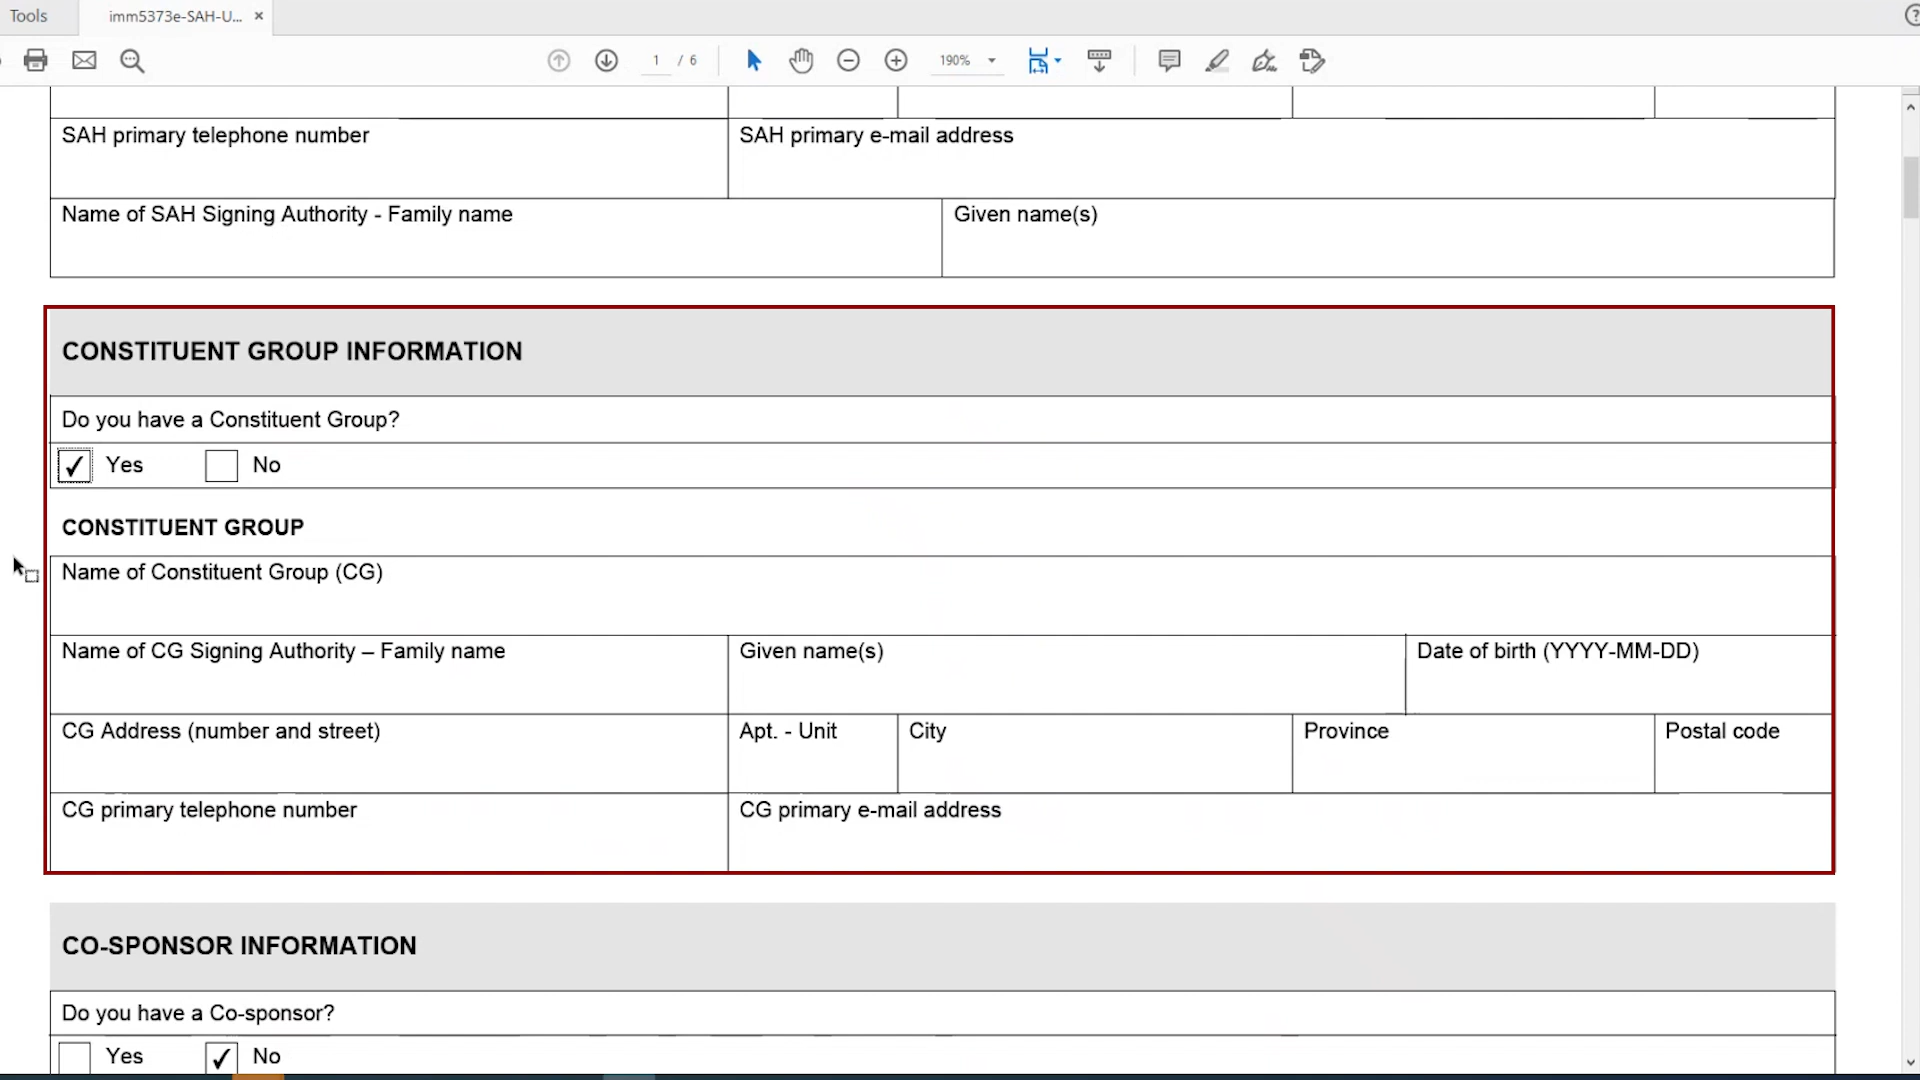 Tools
imm5373e-SAH-U... ×
1 / 6
190%
SAH primary telephone number
SAH primary e-mail address
Name of SAH Signing Authority - Family name
Given name(s)
CONSTITUENT GROUP INFORMATION
Do you have a Constituent Group?
Yes
No
CONSTITUENT GROUP
Name of Constituent Group (CG)
Name of CG Signing Authority – Family name
Given name(s)
Date of birth (YYYY-MM-DD)
CG Address (number and street)
Apt. - Unit
City
Province
Postal code
CG primary telephone number
CG primary e-mail address
CO-SPONSOR INFORMATION
Do you have a Co-sponsor?
Yes
No